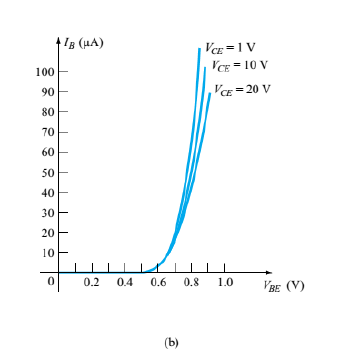 I_B (μA)
V_CE = 1 V
V_CE = 10 V
V_CE = 20 V
100
90
80
70
60
50
40
30
20
10
0 0.2 0.4 0.6 0.8 1.0 V_BE (V)
(b)